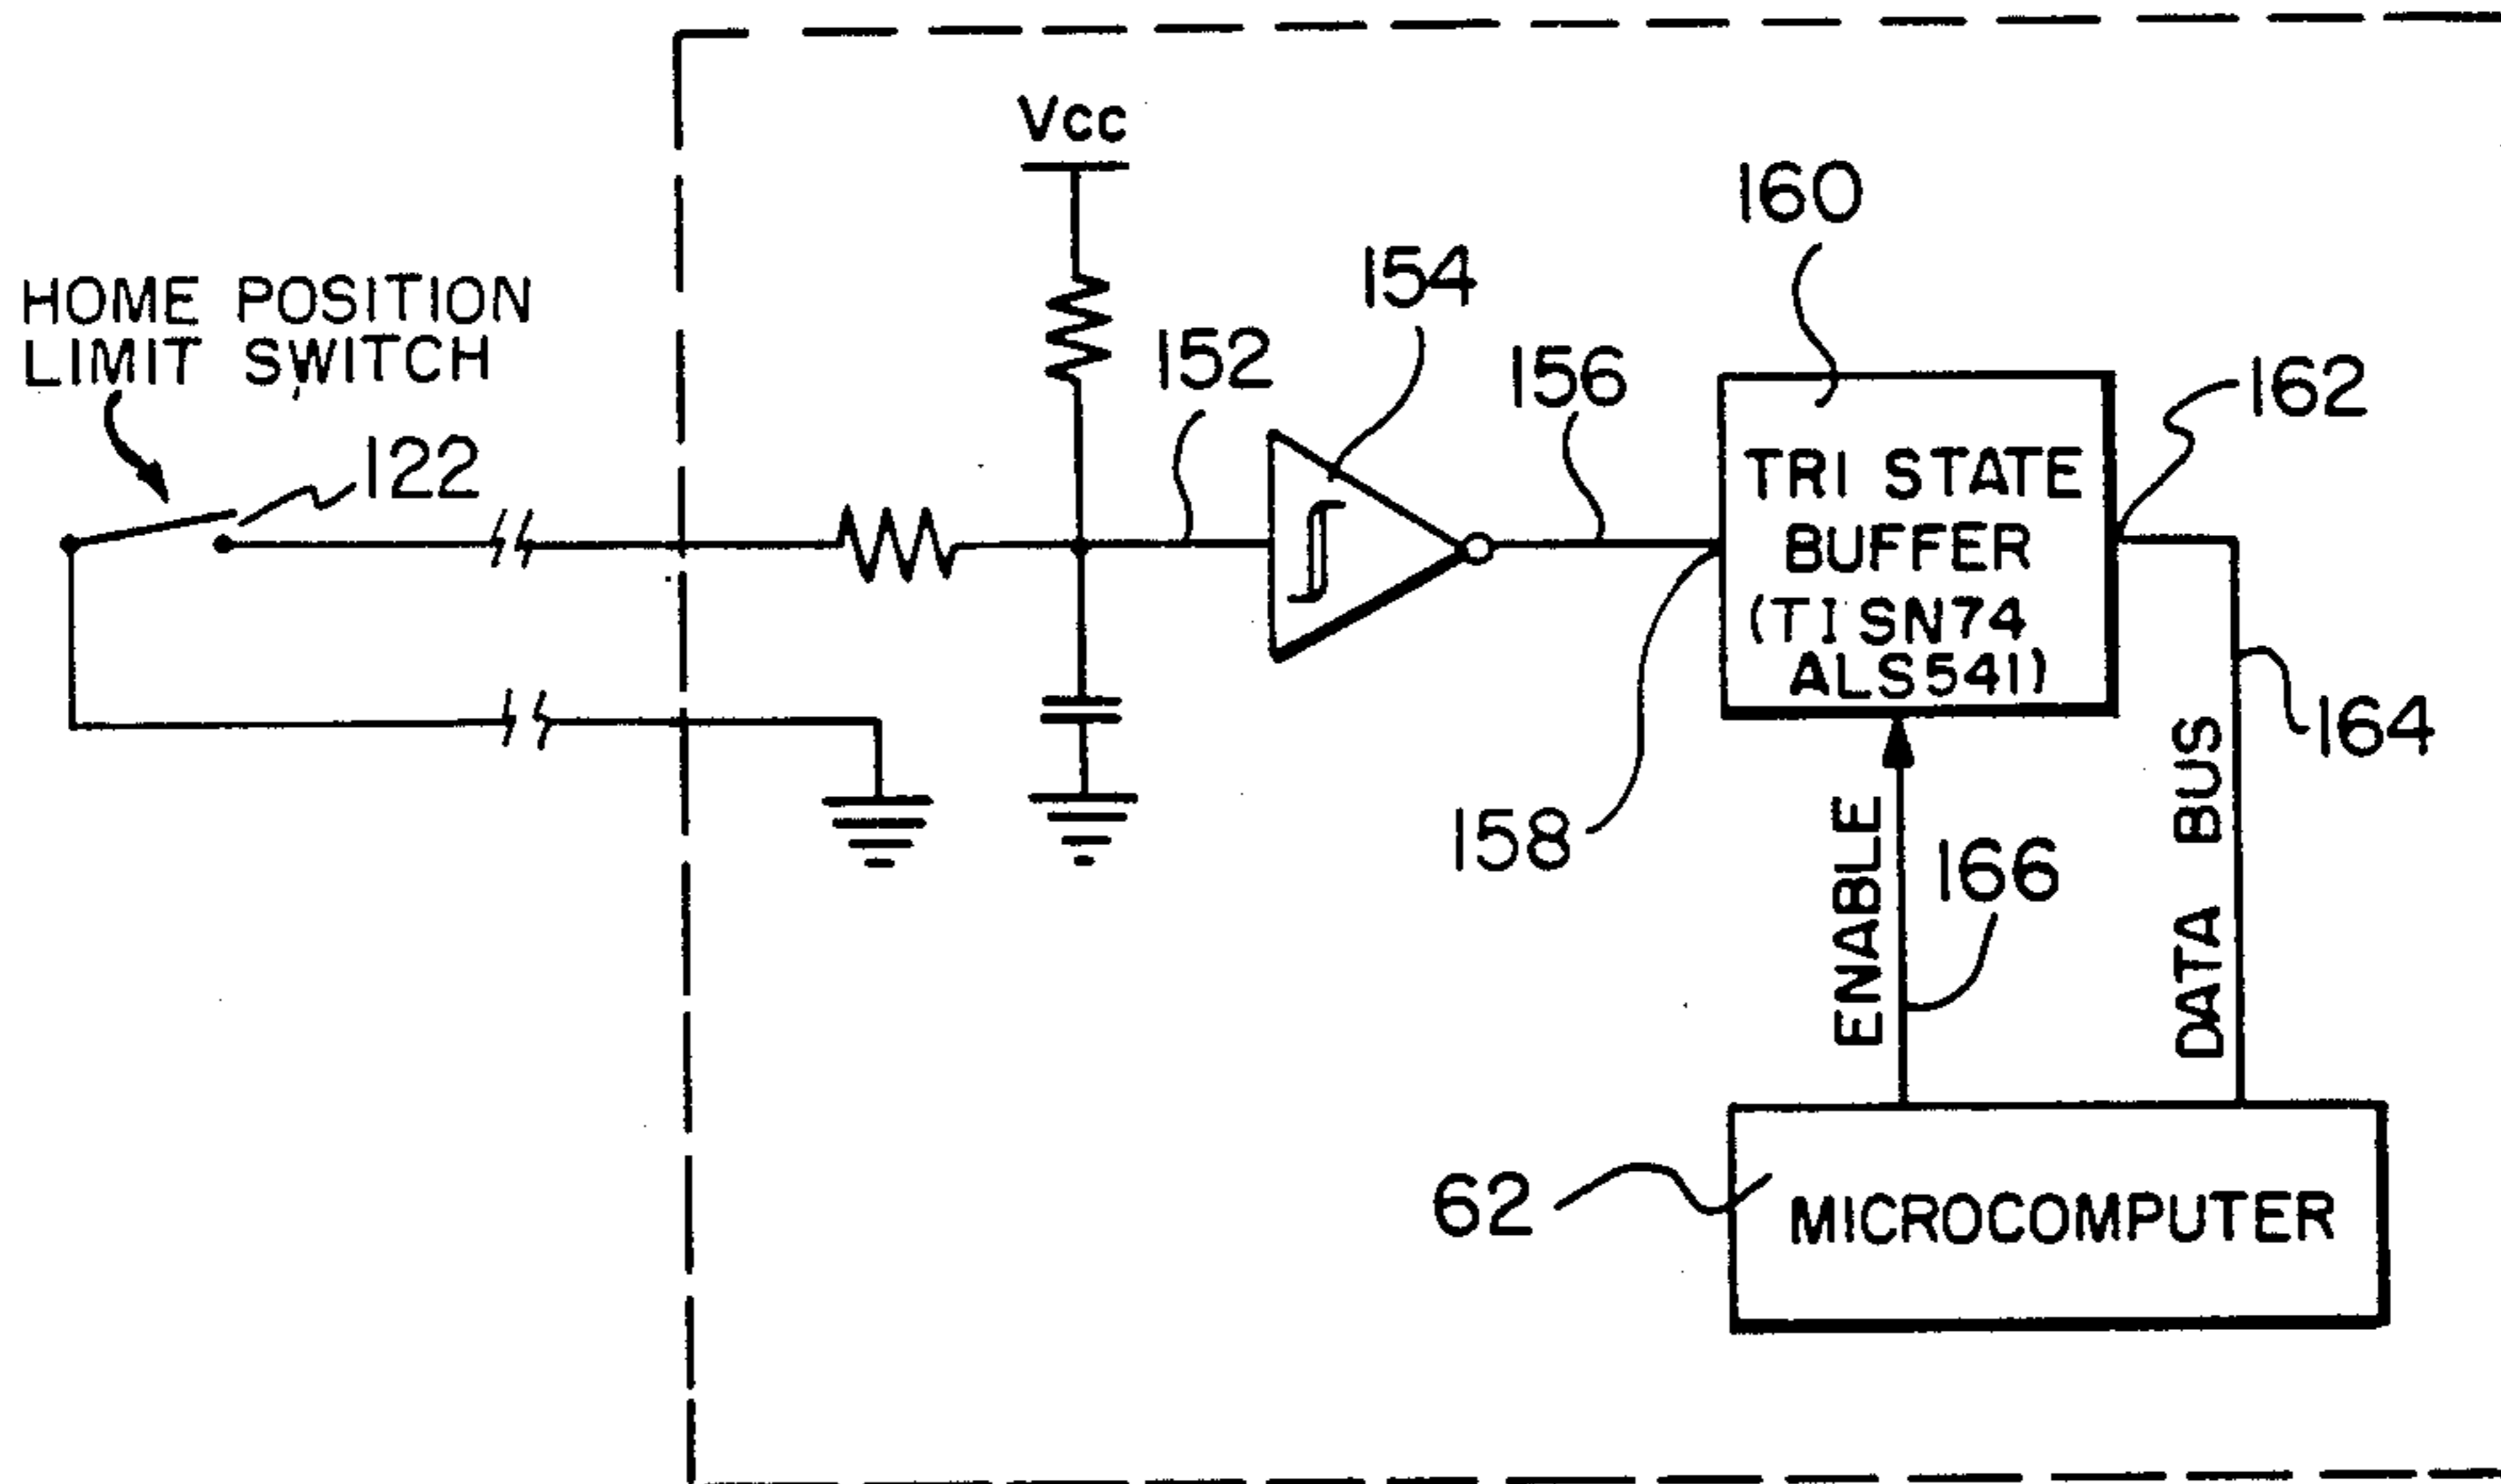 Vcc
160
154
HOME POSITION
LIMIT SWITCH
152
156
162
122
TRI STATE
BUFFER
(TI SN74
ALS541)
164
158
ENABLE
166
DATA BUS
62
MICROCOMPUTER